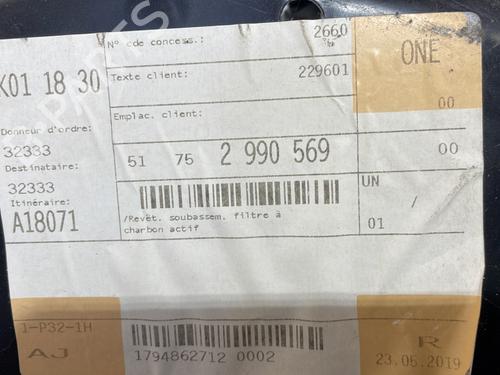 N° cde concess.: 2660
ONE
K01 18 30
Texte client: 229601
Emplac. client:
00
Donneur d'ordre:
32333
Destinataire:
51 75 2 990 569
00
32333
Itinéraire:
A18071
UN
/
01
/Revêt. soubassem. filtre à
charbon actif
1-P32-1H
AJ
1794862712 0002
R
23.05.2019